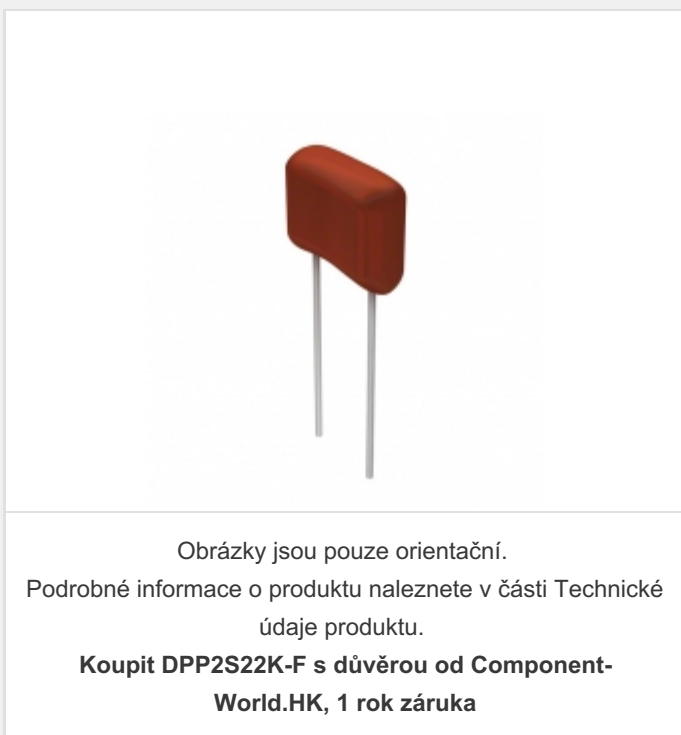 Obrázky jsou pouze orientační.
Podrobné informace o produktu naleznete v části Technické
údaje produktu.
Koupit DPP2S22K-F s důvěrou od Component-
World.HK, 1 rok záruka